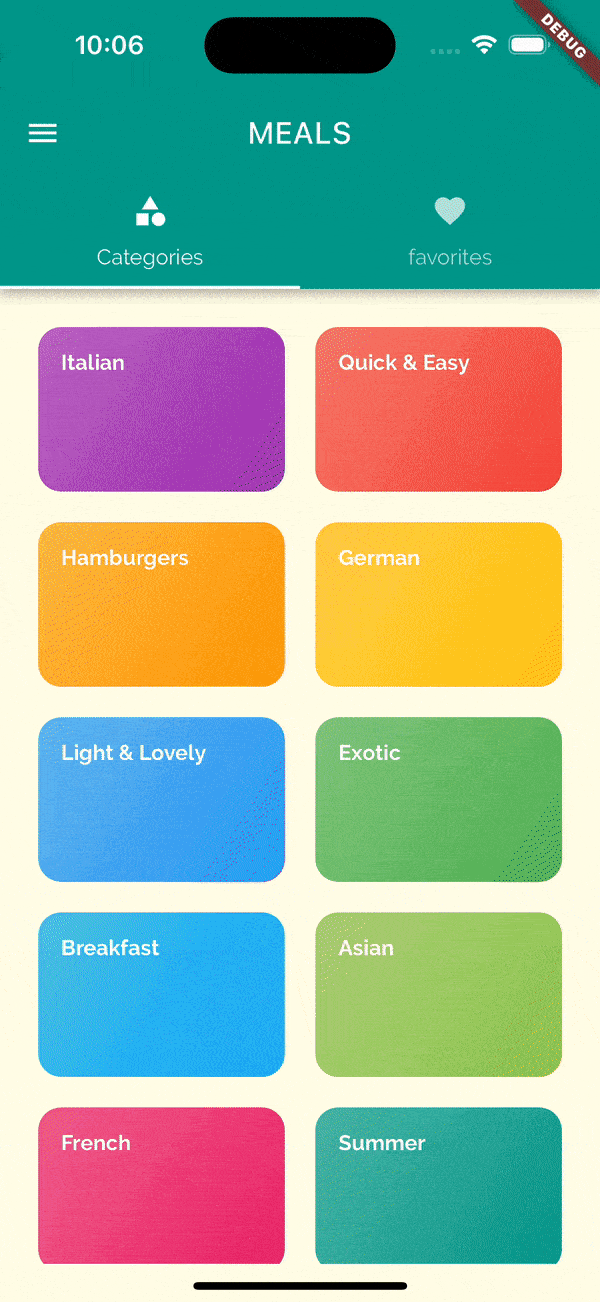 10:06
DEBUG
MEALS
Categories
favorites
Italian
Quick & Easy
Hamburgers
German
Light & Lovely
Exotic
Breakfast
Asian
French
Summer